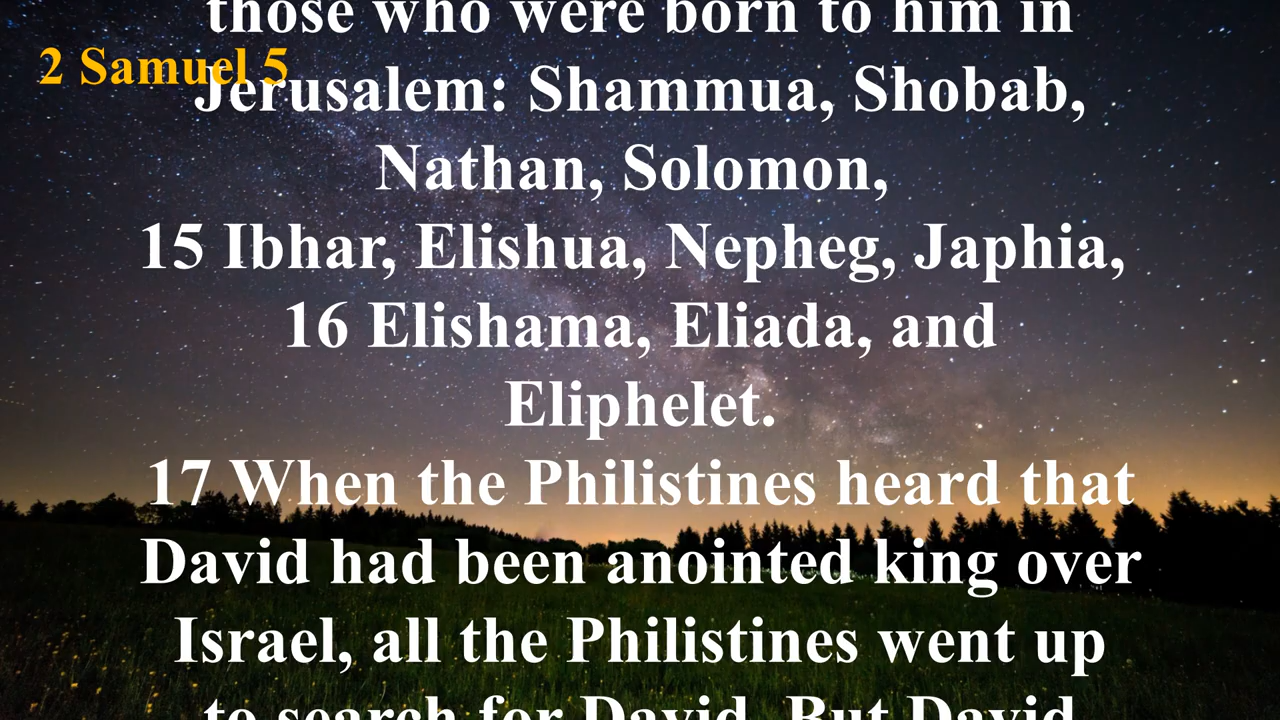 those who were born to him in
2 Samuel 5
Jerusalem: Shammua, Shobab,
Nathan, Solomon,
15 Ibhar, Elishua, Nepheg, Japhia,
16 Elishama, Eliada, and
Eliphelet.
17 When the Philistines heard that
David had been anointed king over
Israel, all the Philistines went up
to search for David. But David